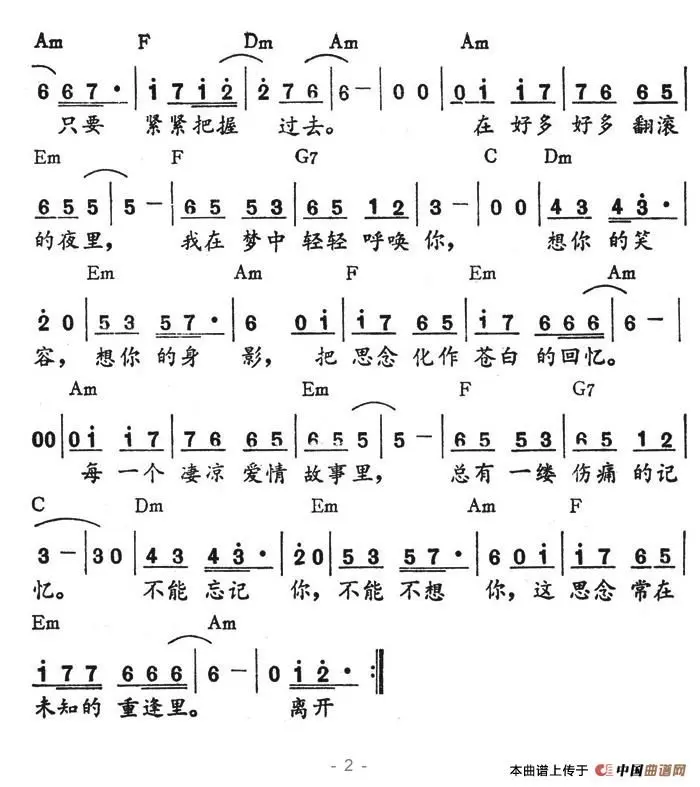 Am F Dm Am Am
6 6 7 · | i 7 i 2 | 2 7 6 | 6 - | 0 0 | 0 i i 7 | 7 6 6 5 |
只要 紧紧把握 过去。 在 好多 好多 翻滚
Em F G7 C Dm
6 5 5 | 5 - | 6 5 5 3 | 6 5 1 2 | 3 - | 0 0 | 4 3 4 3 · |
的夜里， 我在 梦中 轻轻 呼唤 你， 想你 的笑
Em Am F Em Am
2 0 | 5 3 5 7 · | 6 0 i | i 7 6 5 | i 7 6 6 6 | 6 - |
容， 想你 的身 影， 把 思念 化作 苍白 的回忆。
Am Em F G7
0 0 | 0 i i 7 | 7 6 6 5 | 6 5 5 | 5 - | 6 5 5 3 | 6 5 1 2 |
每 一个 凄凉 爱情 故事里， 总有 一缕 伤痛 的记
C Dm Em Am F
3 - | 3 0 | 4 3 4 3 · | 2 0 | 5 3 5 7 · | 6 0 i | i 7 6 5 |
忆。 不能 忘记 你，不能 不想 你，这 思念 常在
Em Am
i 7 7 6 6 6 | 6 - | 0 i 2 · :‖
未知的 重逢里。 离开
- 2 -
本曲谱上传于 中国曲谱网